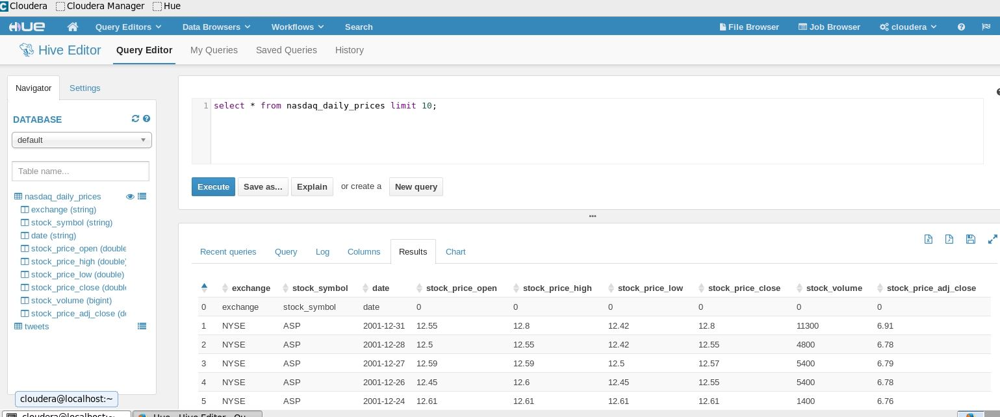 Cloudera Cloudera Manager Hue
HUE Query Editors Data Browsers Workflows Search File Browser Job Browser cloudera
Hive Editor Query Editor My Queries Saved Queries History
Navigator Settings
DATABASE
default
Table name...
nasdaq_daily_prices
exchange (string)
stock_symbol (string)
date (string)
stock_price_open (double
stock_price_high (double)
stock_price_low (double)
stock_price_close (doubl
stock_volume (bigint)
stock_price_adj_close (d
tweets
1 select * from nasdaq_daily_prices limit 10;
Execute Save as... Explain or create a New query
Recent queries Query Log Columns Results Chart
exchange stock_symbol date stock_price_open stock_price_high stock_price_low stock_price_close stock_volume stock_price_adj_close
0 exchange stock_symbol date 0 0 0 0 0 0
1 NYSE ASP 2001-12-31 12.55 12.8 12.42 12.8 11300 6.91
2 NYSE ASP 2001-12-28 12.5 12.55 12.42 12.55 4800 6.78
3 NYSE ASP 2001-12-27 12.59 12.59 12.5 12.57 5400 6.79
4 NYSE ASP 2001-12-26 12.45 12.6 12.45 12.55 5400 6.78
5 NYSE ASP 2001-12-24 12.61 12.61 12.61 12.61 1400 6.76
cloudera@localhost:~
cloudera@localhost:~ Hue - Hive Editor - Qu